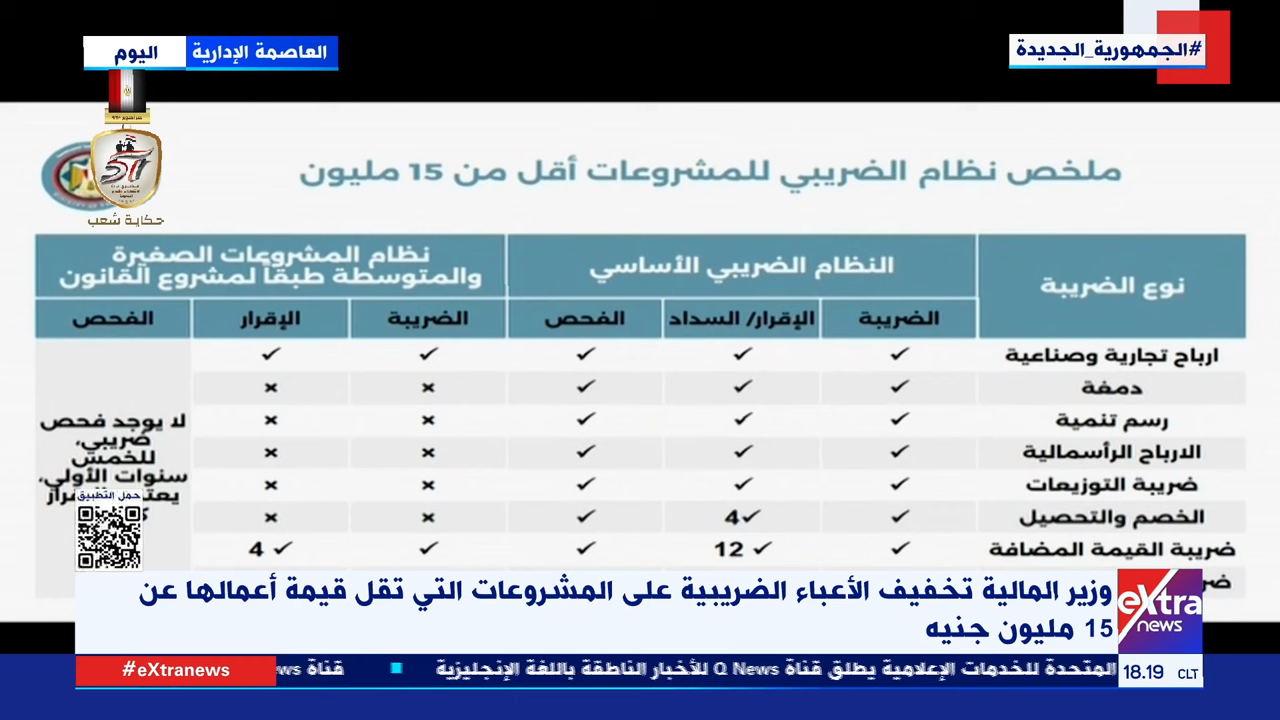 #الجمهورية_الجديدة
العاصمة الإدارية
اليوم
حكاية شعب
ملخص نظام الضريبي للمشروعات أقل من 15 مليون
نوع الضريبة
النظام الضريبي الأساسي
نظام المشروعات الصغيرة
والمتوسطة طبقاً لمشروع القانون
الضريبة الإقرار/ السداد الفحص الضريبة الإقرار الفحص
ارباح تجارية وصناعية ✓ ✓ ✓ ✓ ✓
دمغة ✓ ✓ ✓ × ×
رسم تنمية ✓ ✓ ✓ × ×
الارباح الرأسمالية ✓ ✓ ✓ × ×
ضريبة التوزيعات ✓ ✓ ✓ × ×
الخصم والتحصيل ✓ ✓4 ✓ × ×
ضريبة القيمة المضافة ✓ ✓ 12 ✓ ✓ ✓ 4
لا يوجد فحص
ضريبي،
للخمس
سنوات الأولي،
حمل التطبيق
وزير المالية تخفيف الأعباء الضريبية على المشروعات التي تقل قيمة أعمالها عن
15 مليون جنيه
eXtra
news
المتحدة للخدمات الإعلامية يطلق قناة Q News للأخبار الناطقة باللغة الإنجليزية
قناة
#eXtranews
18.19 CLT